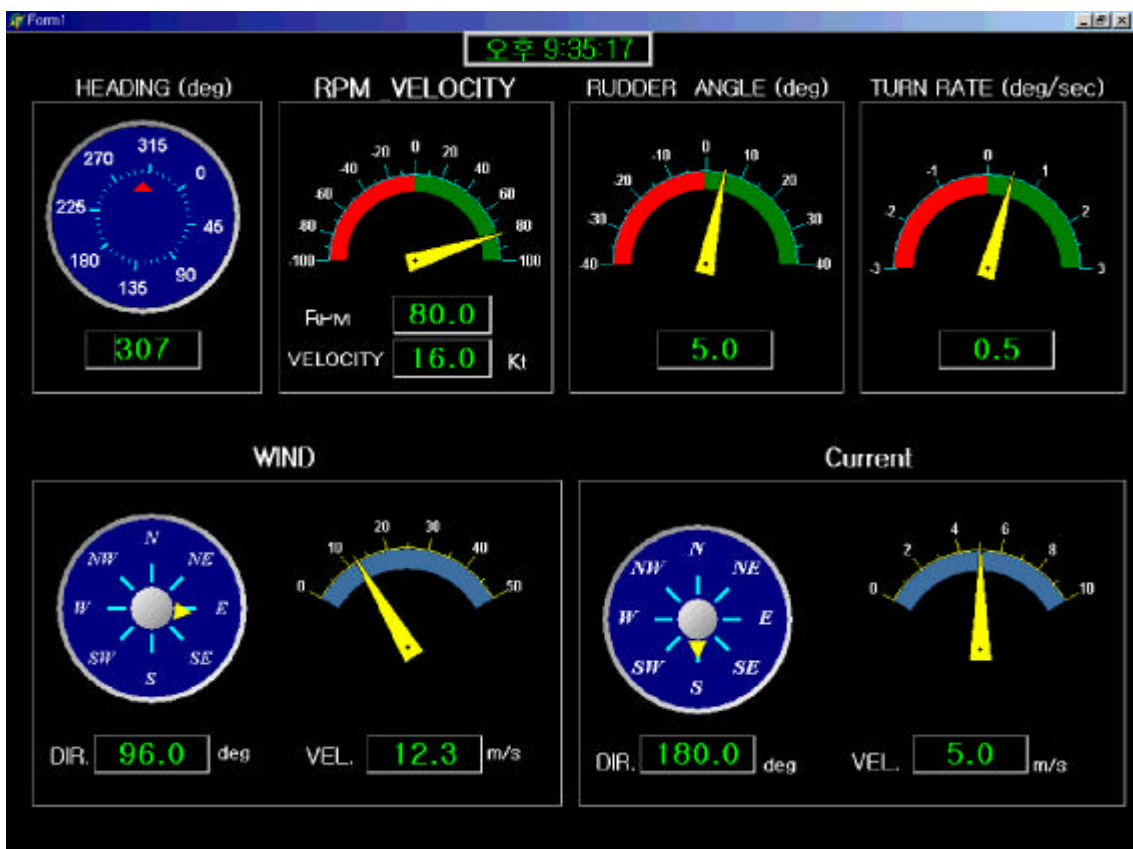 Form1
오후 9:35:17
HEADING (deg)
315
270
0
225
45
180
90
135
307
RPM_VELOCITY
-20 0 20
-40 40
-60 60
-80 80
-100 100
RPM 80.0
VELOCITY 16.0 Kt
RUDDER ANGLE (deg)
0
-10 10
-20 20
-30 30
-40 40
5.0
TURN RATE (deg/sec)
0
-1 1
-2 2
-3 3
0.5
WIND
N
NW NE
W E
SW SE
S
20 30
10 40
0 50
DIR. 96.0 deg
VEL. 12.3 m/s
Current
N
NW NE
W E
SW SE
S
4 6
2 8
0 10
DIR. 180.0 deg
VEL. 5.0 m/s